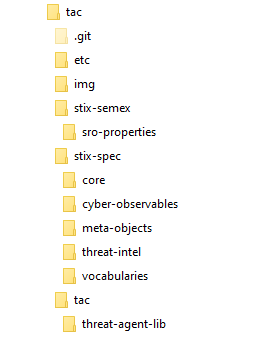 tac
.git
etc
img
stix-semex
sro-properties
stix-spec
core
cyber-observables
meta-objects
threat-intel
vocabularies
tac
threat-agent-lib